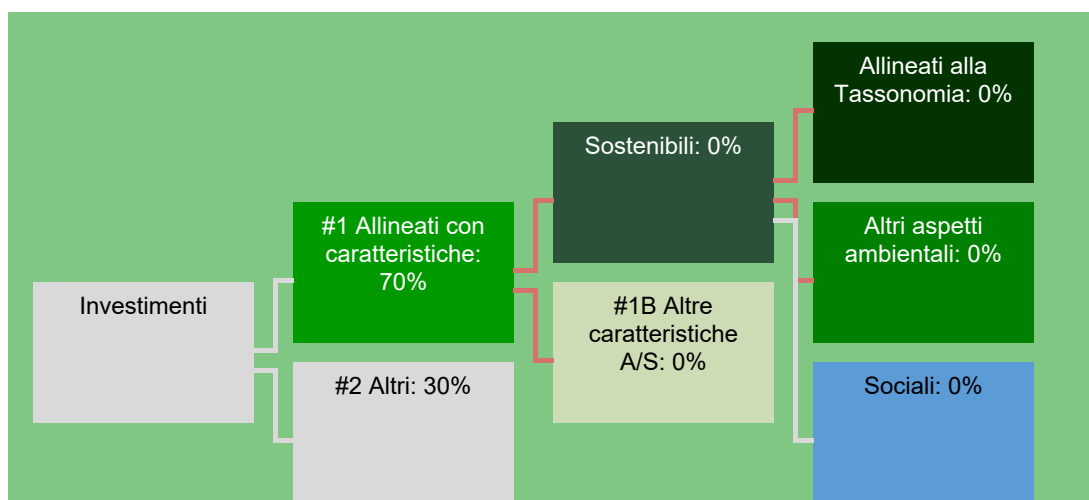 Investimenti
#1 Allineati con
caratteristiche:
70%
#2 Altri: 30%
Sostenibili: 0%
#1B Altre
caratteristiche
A/S: 0%
Allineati alla
Tassonomia: 0%
Altri aspetti
ambientali: 0%
Sociali: 0%